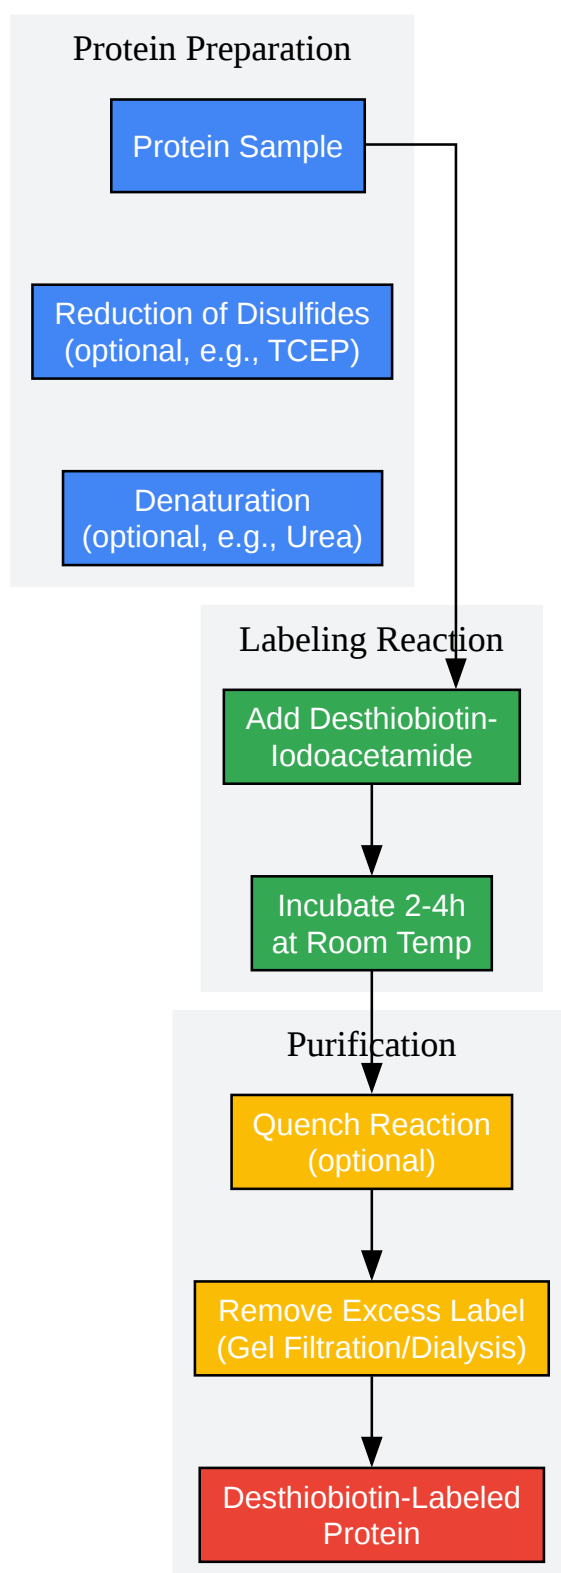 Protein Preparation
Protein Sample
Reduction of Disulfides
(optional, e.g., TCEP)
Denaturation
(optional, e.g., Urea)
Labeling Reaction
Add Desthiobiotin-
Iodoacetamide
Incubate 2-4h
at Room Temp
Purification
Quench Reaction
(optional)
Remove Excess Label
(Gel Filtration/Dialysis)
Desthiobiotin-Labeled
Protein